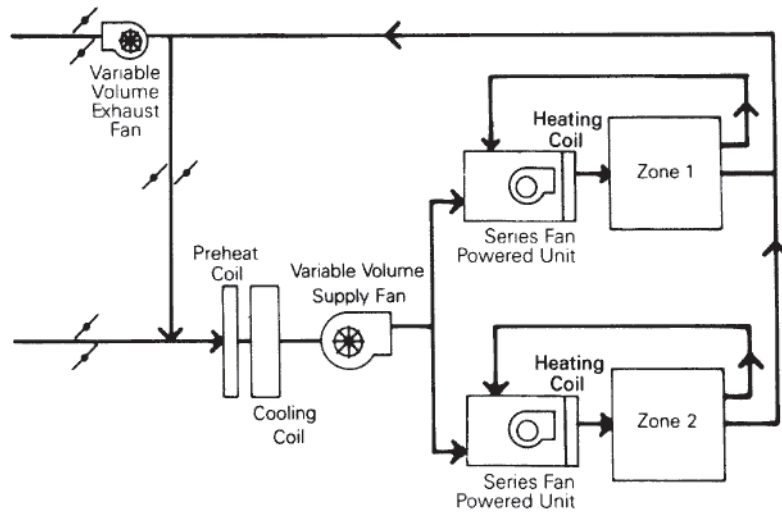 Variable
Volume
Exhaust
Fan
Heating
Coil
Zone 1
Series Fan
Powered Unit
Preheat
Coil
Variable Volume
Supply Fan
Cooling
Coil
Heating
Coil
Zone 2
Series Fan
Powered Unit